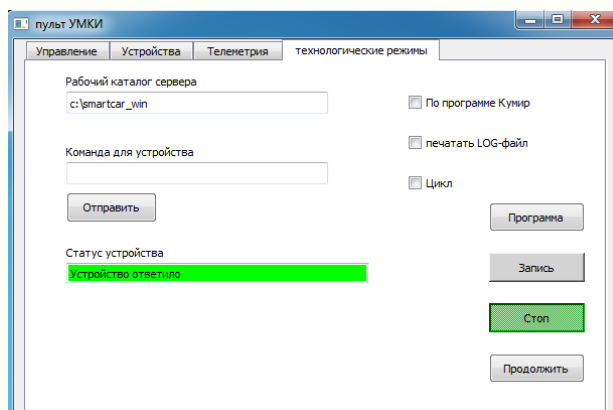 пульт УМКИ
Управление
Устройства
Телеметрия
технологические режимы
Рабочий каталог сервера
c:\smartcar_win
По программе Кумир
печатать LOG-файл
Команда для устройства
Цикл
Отправить
Программа
Статус устройства
Устройство ответило
Запись
Стоп
Продолжить